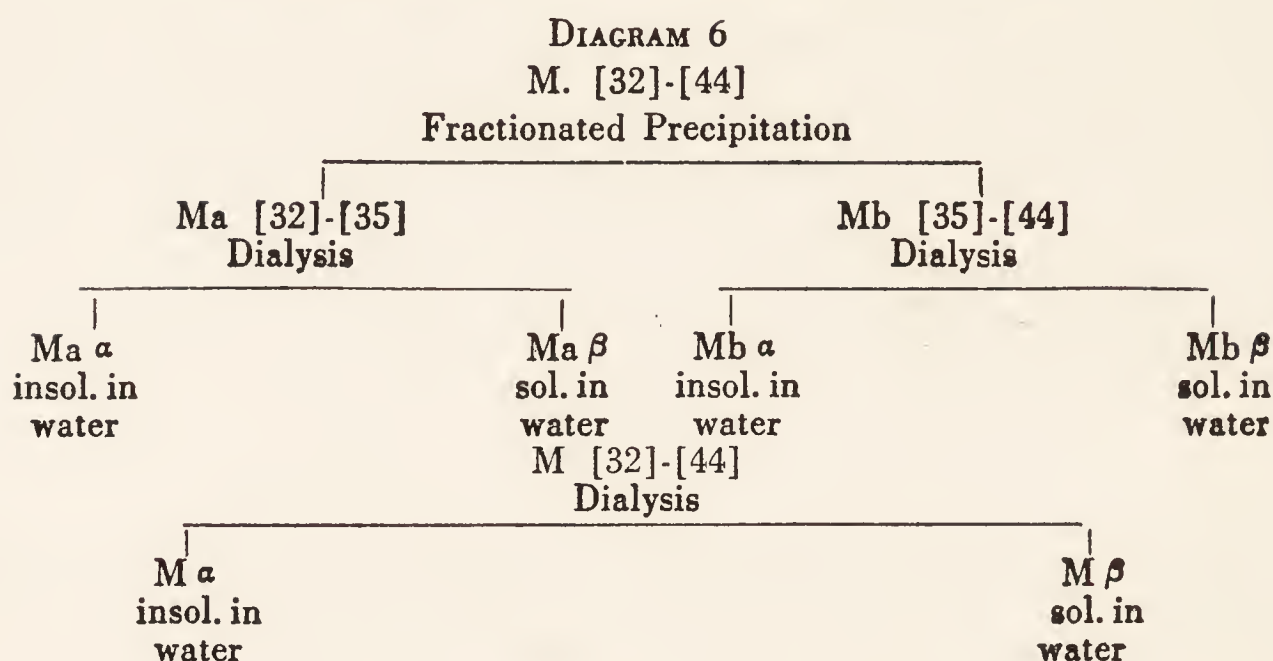 DIAGRAM 6
M. [32]-[44]
Fractionated Precipitation
Ma [32]-[35] Mb [35]-[44]
Dialysis Dialysis
Ma α Ma β Mb α Mb β
insol. in sol. in insol. in sol. in
water water water water
M [32]-[44]
Dialysis
M α M β
insol. in sol. in
water water